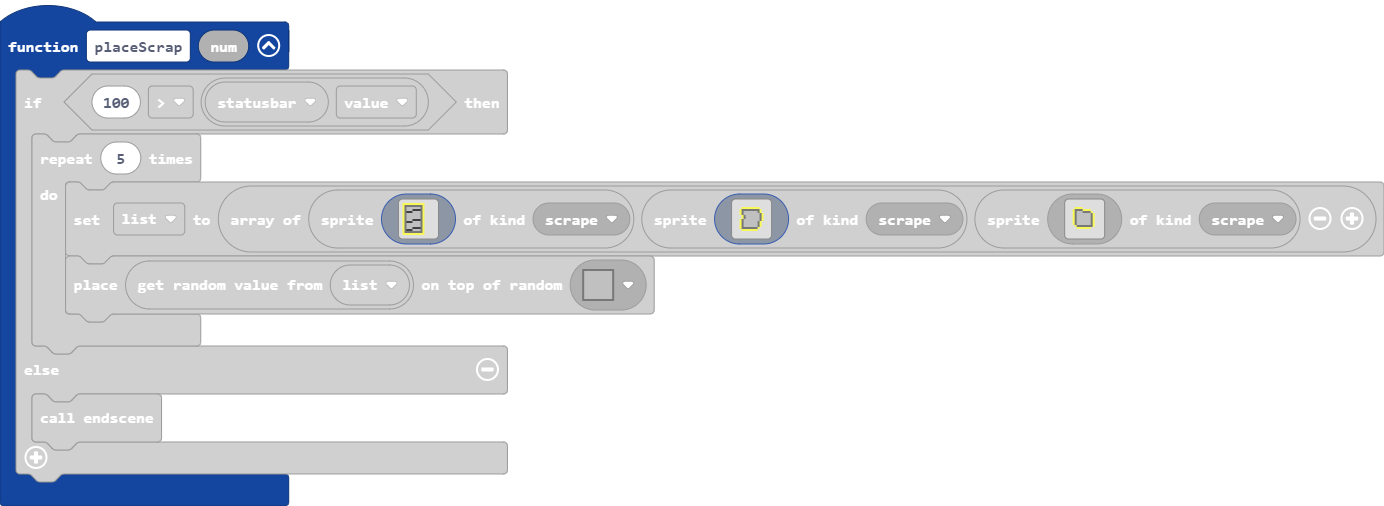 function placeScrap num
if 100 > statusbar value then
repeat 5 times
do
set list to array of sprite of kind scrape sprite of kind scrape sprite of kind scrape
place get random value from list on top of random
else
call endscene